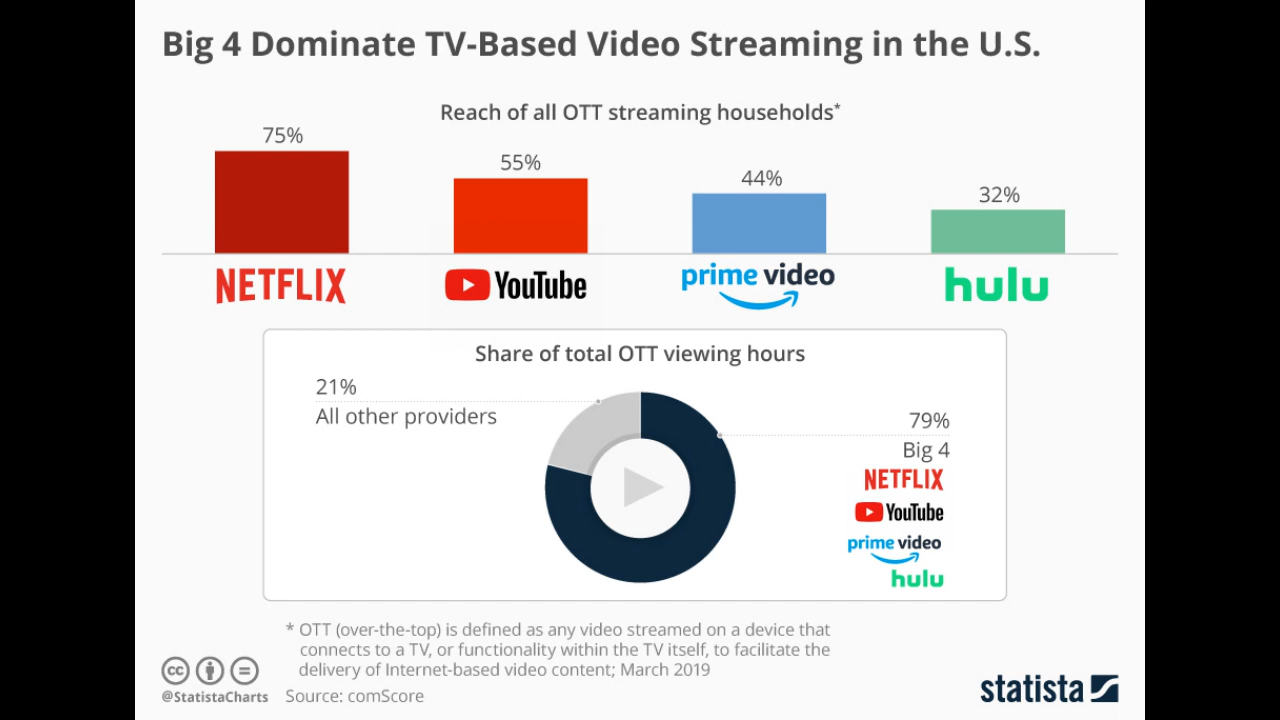 Big 4 Dominate TV-Based Video Streaming in the U.S.
Reach of all OTT streaming households*
75%
55%
44%
32%
NETFLIX
YouTube
prime video
hulu
Share of total OTT viewing hours
21%
All other providers
79%
Big 4
NETFLIX
YouTube
prime video
hulu
* OTT (over-the-top) is defined as any video streamed on a device that
connects to a TV, or functionality within the TV itself, to facilitate the
delivery of Internet-based video content; March 2019
cc
@StatistaCharts
Source: comScore
statista